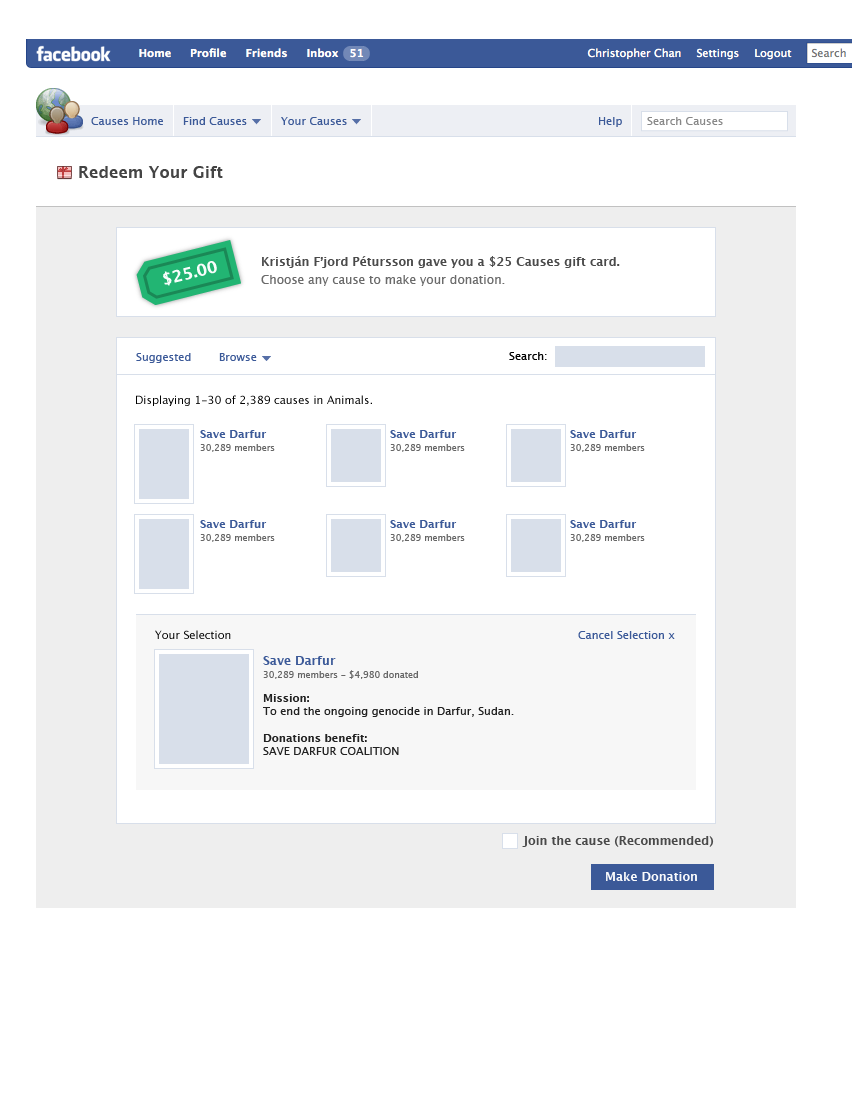 facebook Home Profile Friends Inbox 51 Christopher Chan Settings Logout Search
Causes Home Find Causes Your Causes Help Search Causes
Redeem Your Gift
$25.00
Kristján F'jord Pétursson gave you a $25 Causes gift card.
Choose any cause to make your donation.
Suggested Browse Search:
Displaying 1–30 of 2,389 causes in Animals.
Save Darfur Save Darfur Save Darfur
30,289 members 30,289 members 30,289 members
Save Darfur Save Darfur Save Darfur
30,289 members 30,289 members 30,289 members
Your Selection Cancel Selection x
Save Darfur
30,289 members – $4,980 donated
Mission:
To end the ongoing genocide in Darfur, Sudan.
Donations benefit:
SAVE DARFUR COALITION
Join the cause (Recommended)
Make Donation